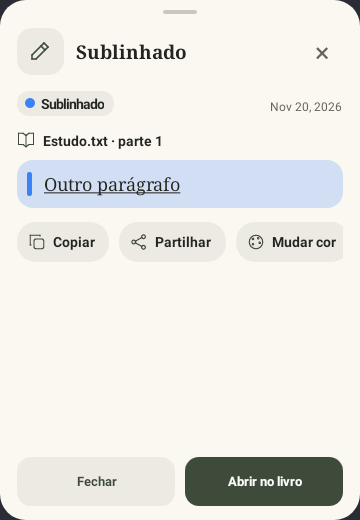 Sublinhado
Sublinhado
Nov 20, 2026
Estudo.txt · parte 1
Outro parágrafo
Copiar
Partilhar
Mudar cor
Fechar
Abrir no livro